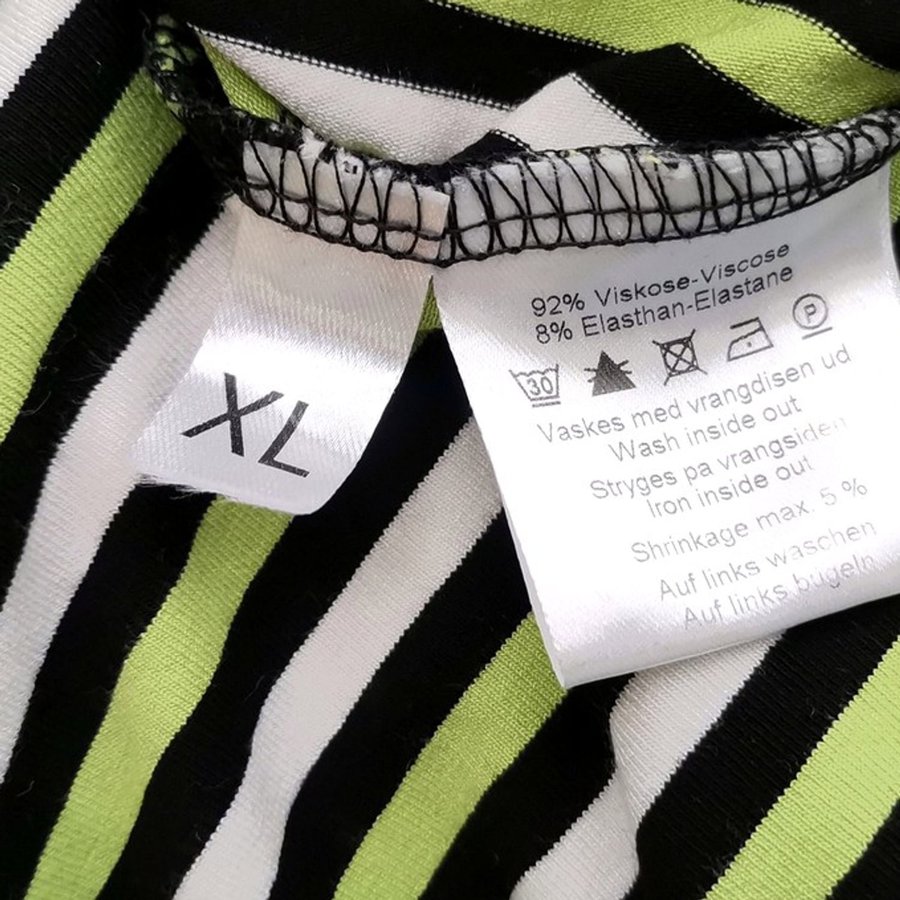 XL
92% Viskose-Viscose
8% Elasthan-Elastane
30 P
Vaskes med vrangdisen ud
Wash inside out
Stryges pa vrangsiden
Iron inside out
Shrinkage max. 5 %
Auf links waschen
Auf links bügeln